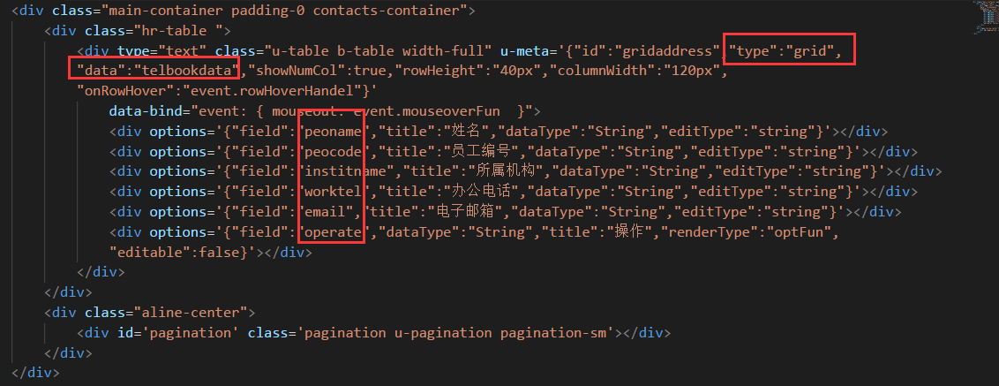 <div class="main-container padding-0 contacts-container">
<div class="hr-table ">
<div type="text" class="u-table b-table width-full" u-meta='{"id":"gridaddress","type":"grid",
"data":"telbookdata","showNumCol":true,"rowHeight":"40px","columnWidth":"120px",
"onRowHover":"event.rowHoverHandel"}'
data-bind="event: { mouseout: event.mouseoverFun  }">
<div options='{"field":"peoname","title":"姓名","dataType":"String","editType":"string"}'></div>
<div options='{"field":"peocode","title":"员工编号","dataType":"String","editType":"string"}'></div>
<div options='{"field":"institname","title":"所属机构","dataType":"String","editType":"string"}'></div>
<div options='{"field":"worktel","title":"办公电话","dataType":"String","editType":"string"}'></div>
<div options='{"field":"email","title":"电子邮箱","dataType":"String","editType":"string"}'></div>
<div options='{"field":"operate","dataType":"String","title":"操作","renderType":"optFun",
"editable":false}'></div>
</div>
</div>
<div class="aline-center">
<div id='pagination' class='pagination u-pagination pagination-sm'></div>
</div>
</div>